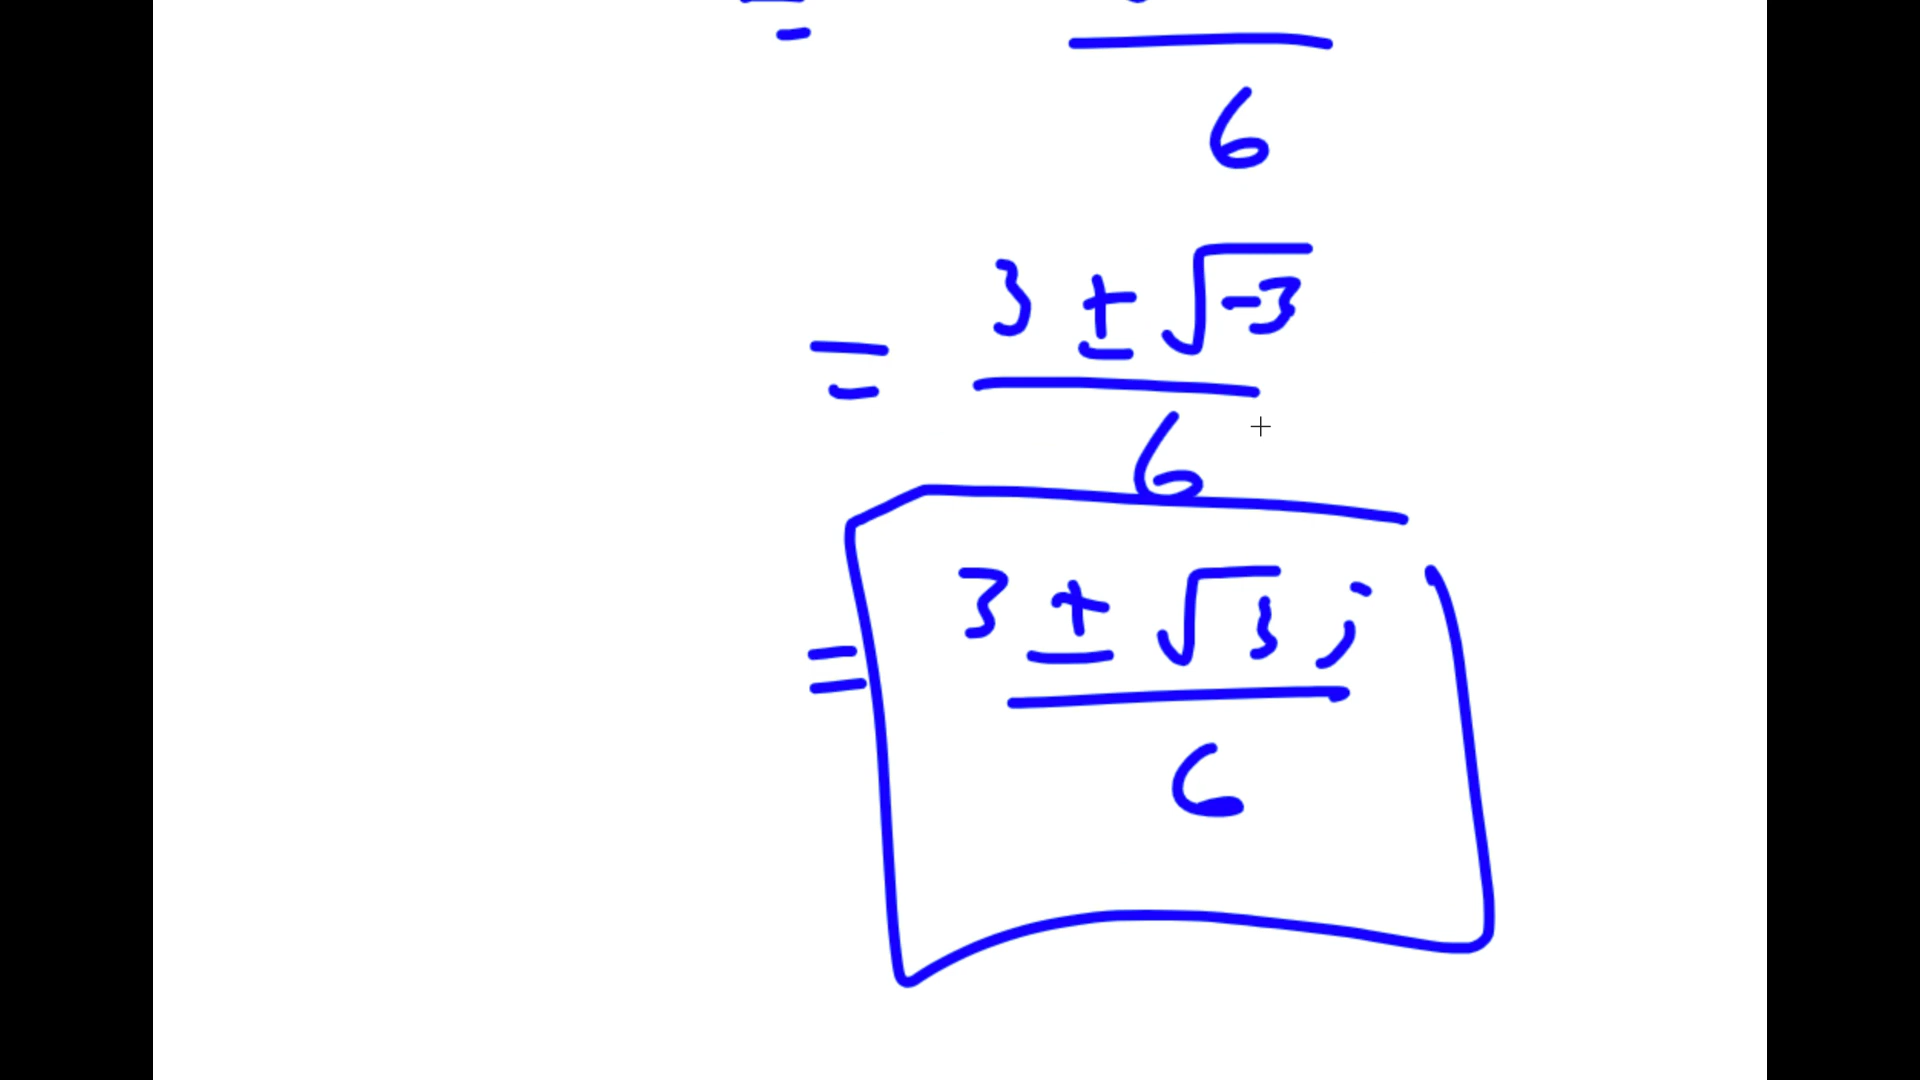 = ― 6
= 3 ± √-3 / 6
= 3 ± √3 i / 6